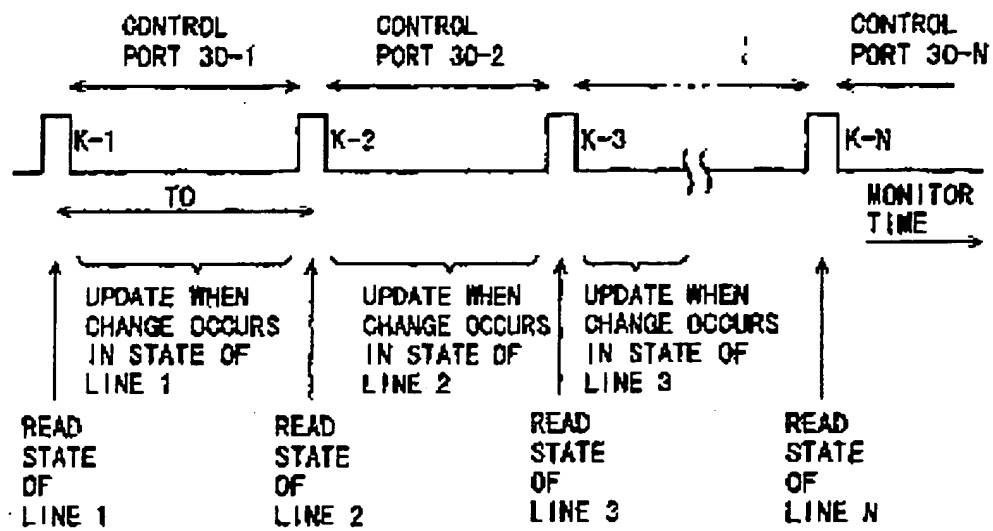 CONTROL
PORT 30-1
CONTROL
PORT 30-2
CONTROL
PORT 30-N
K-1
K-2
K-3
K-N
TO
MONITOR
TIME
UPDATE WHEN
CHANGE OCCURS
IN STATE OF
LINE 1
UPDATE WHEN
CHANGE OCCURS
IN STATE OF
LINE 2
UPDATE WHEN
CHANGE OCCURS
IN STATE OF
LINE 3
READ
STATE
OF
LINE 1
READ
STATE
OF
LINE 2
READ
STATE
OF
LINE 3
READ
STATE
OF
LINE N